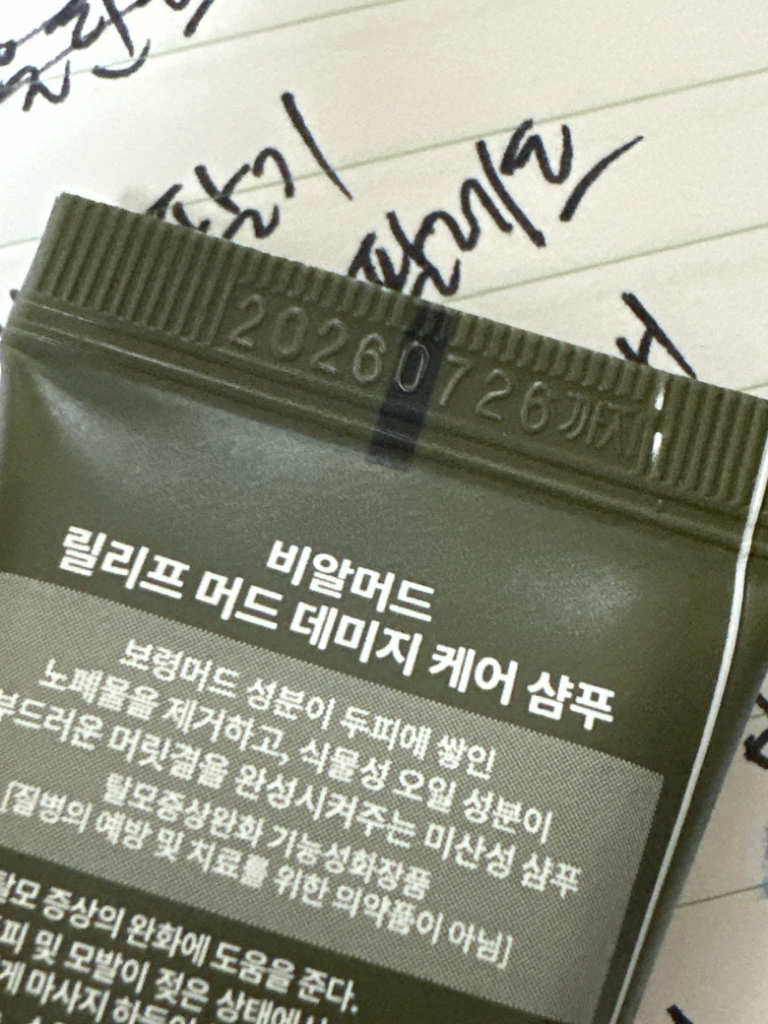 20260726까지
비알머드
릴리프 머드 데미지 케어 샴푸
보령머드 성분이 두피에 쌓인
노폐물을 제거하고, 식물성 오일 성분이
부드러운 머릿결을 완성시켜주는 미산성 샴푸
탈모증상완화 기능성화장품
[질병의 예방 및 치료를 위한 의약품이 아님]
탈모 증상의 완화에 도움을 준다.
및 모발이 젖은 상태에서
마사지